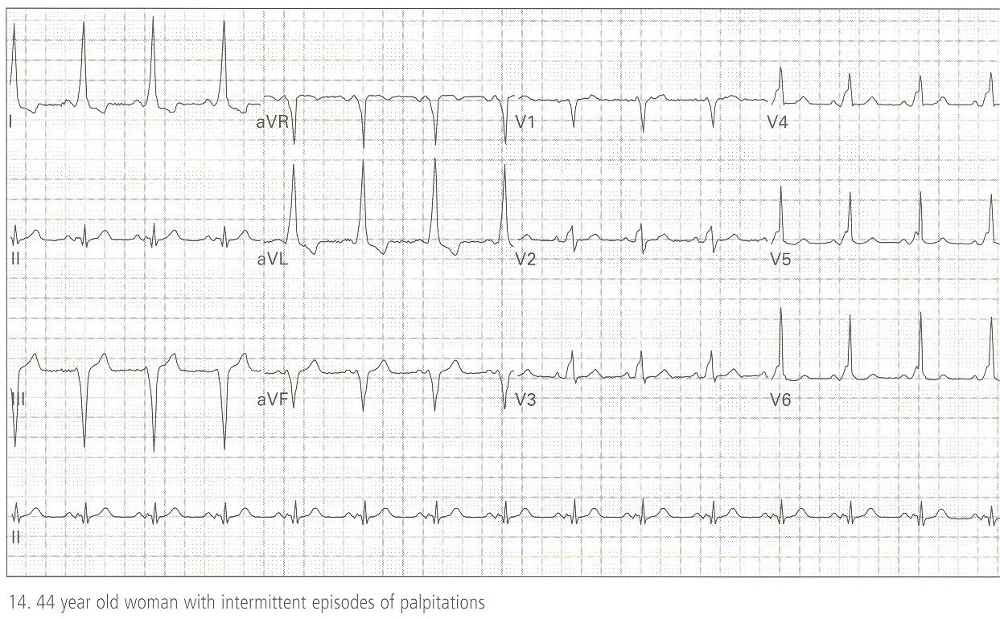 I aVR V1 V4
II aVL V2 V5
III aVF V3 V6
II
14. 44 year old woman with intermittent episodes of palpitations